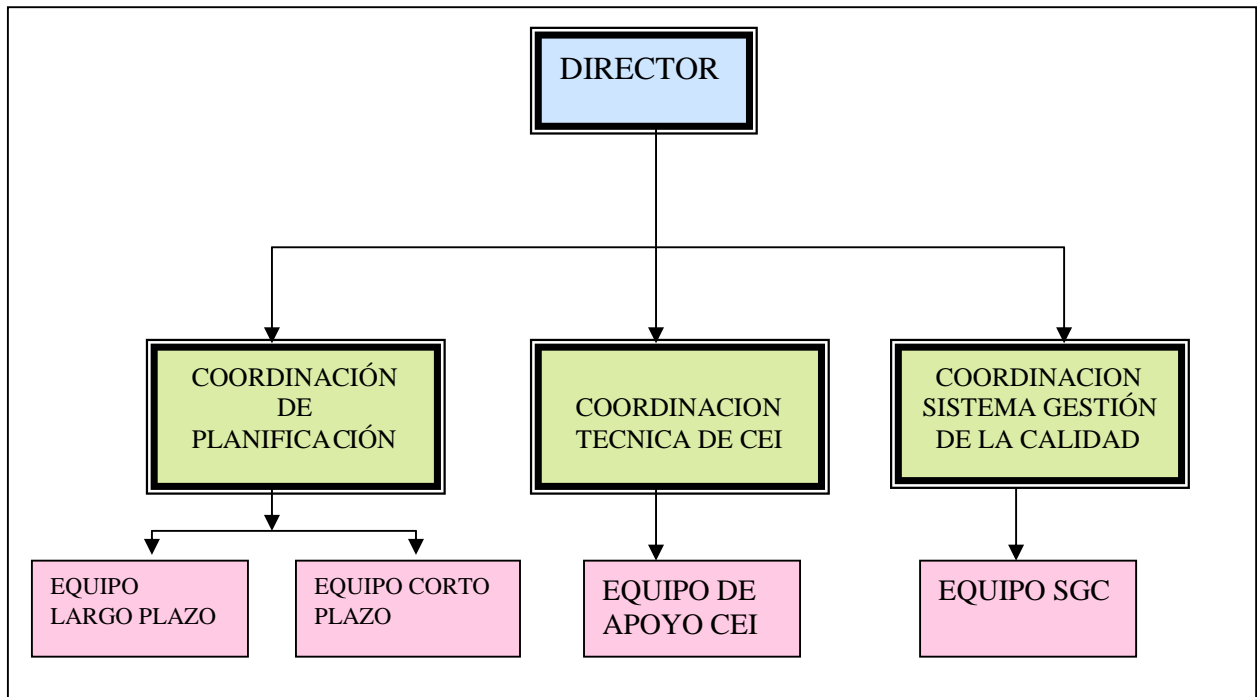 DIRECTOR
COORDINACIÓN
DE
PLANIFICACIÓN
COORDINACION
TECNICA DE CEI
COORDINACION
SISTEMA GESTIÓN
DE LA CALIDAD
EQUIPO
LARGO PLAZO
EQUIPO CORTO
PLAZO
EQUIPO DE
APOYO CEI
EQUIPO SGC